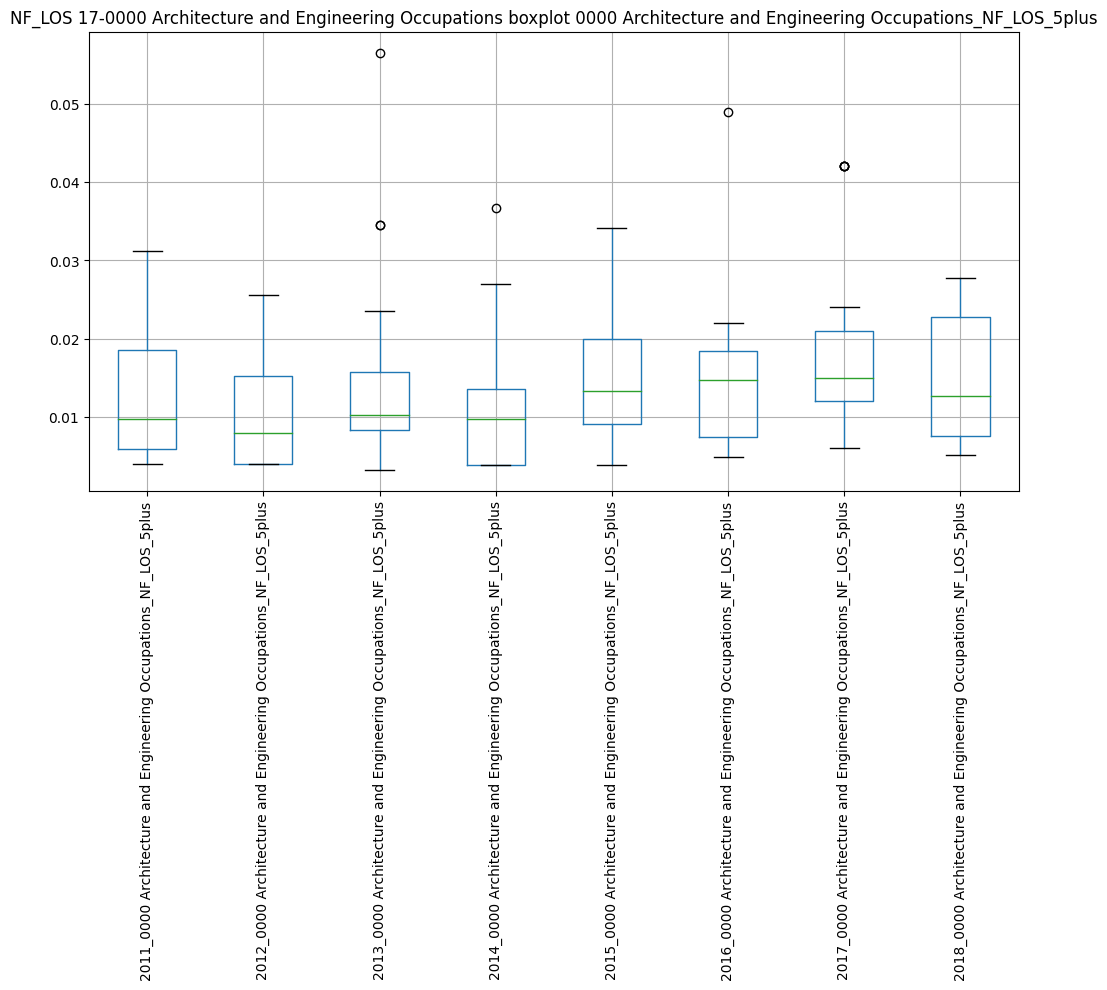 NF_LOS 17-0000 Architecture and Engineering Occupations boxplot 0000 Architecture and Engineering Occupations_NF_LOS_5plus
0.05
0.04
0.03
0.02
0.01
2011_0000 Architecture and Engineering Occupations_NF_LOS_5plus
2012_0000 Architecture and Engineering Occupations_NF_LOS_5plus
2013_0000 Architecture and Engineering Occupations_NF_LOS_5plus
2014_0000 Architecture and Engineering Occupations_NF_LOS_5plus
2015_0000 Architecture and Engineering Occupations_NF_LOS_5plus
2016_0000 Architecture and Engineering Occupations_NF_LOS_5plus
2017_0000 Architecture and Engineering Occupations_NF_LOS_5plus
2018_0000 Architecture and Engineering Occupations_NF_LOS_5plus